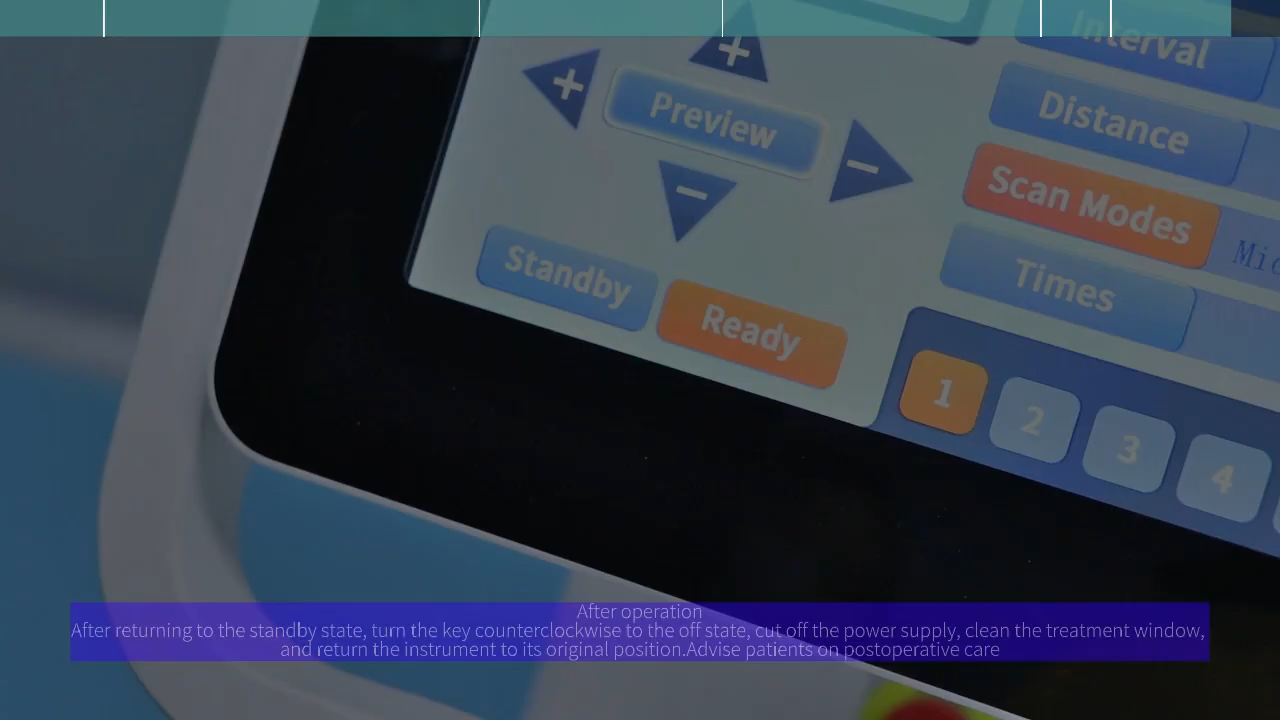 Interval
+
+
Preview
Distance
−
−
Scan Modes
Standby
Times
Ready
1
2
3
4
After operation
After returning to the standby state, turn the key counterclockwise to the off state, cut off the power supply, clean the treatment window,
and return the instrument to its original position.Advise patients on postoperative care